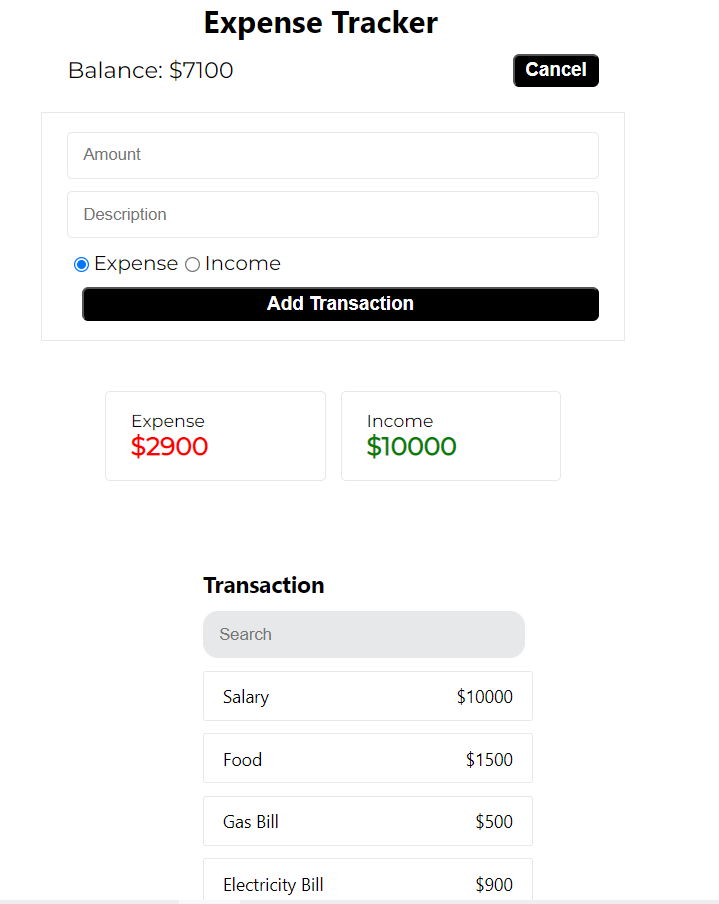 Expense Tracker
Balance: $7100 Cancel
Amount
Description
Expense Income
Add Transaction
Expense Income
$2900 $10000
Transaction
Search
Salary $10000
Food $1500
Gas Bill $500
Electricity Bill $900